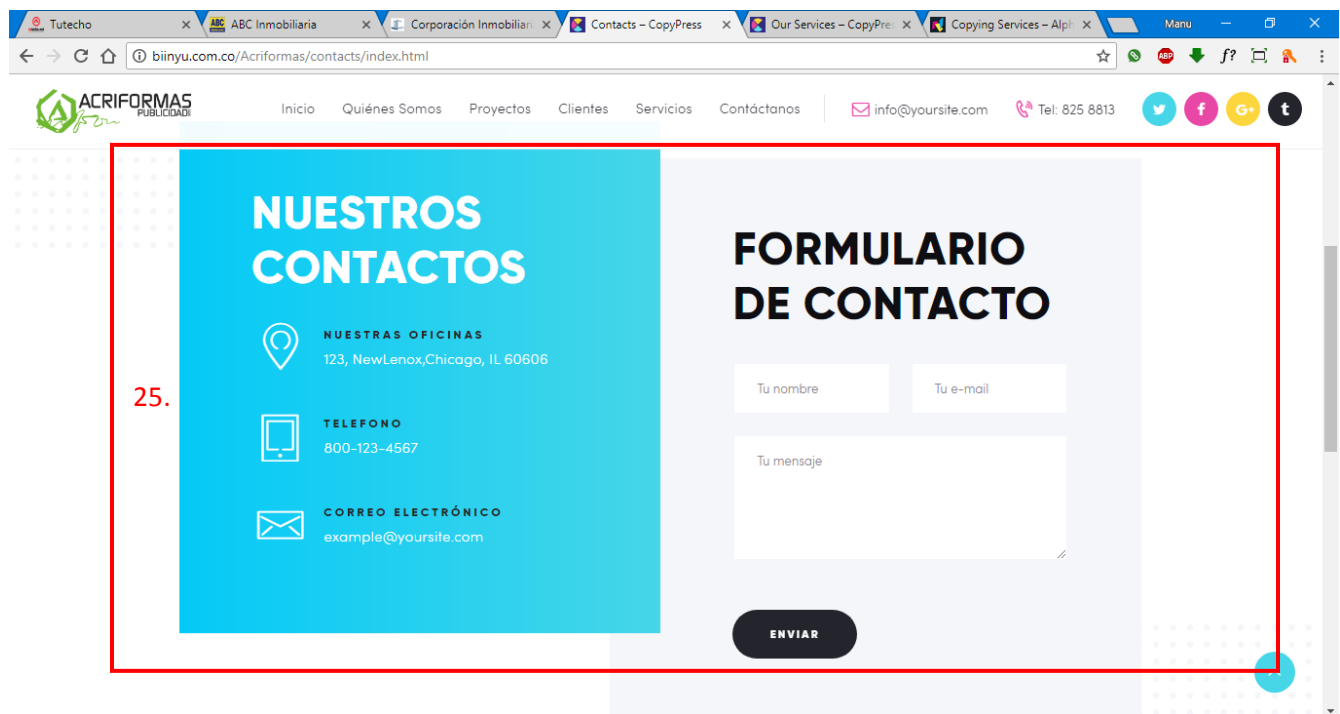 Tutecho
ABC Inmobiliaria
Corporación Inmobiliari
Contacts – CopyPress
Our Services – CopyPre
Copying Services – Alph
Manu
biinyu.com.co/Acriformas/contacts/index.html
ABP
f?
ACRIFORMAS
PUBLICIDAD
Inicio Quiénes Somos Proyectos Clientes Servicios Contáctanos info@yoursite.com Tel: 825 8813
f G+ t
NUESTROS
CONTACTOS
NUESTRAS OFICINAS
123, NewLenox,Chicago, IL 60606
25.
TELEFONO
800-123-4567
CORREO ELECTRÓNICO
example@yoursite.com
FORMULARIO
DE CONTACTO
Tu nombre Tu e-mail
Tu mensaje
ENVIAR